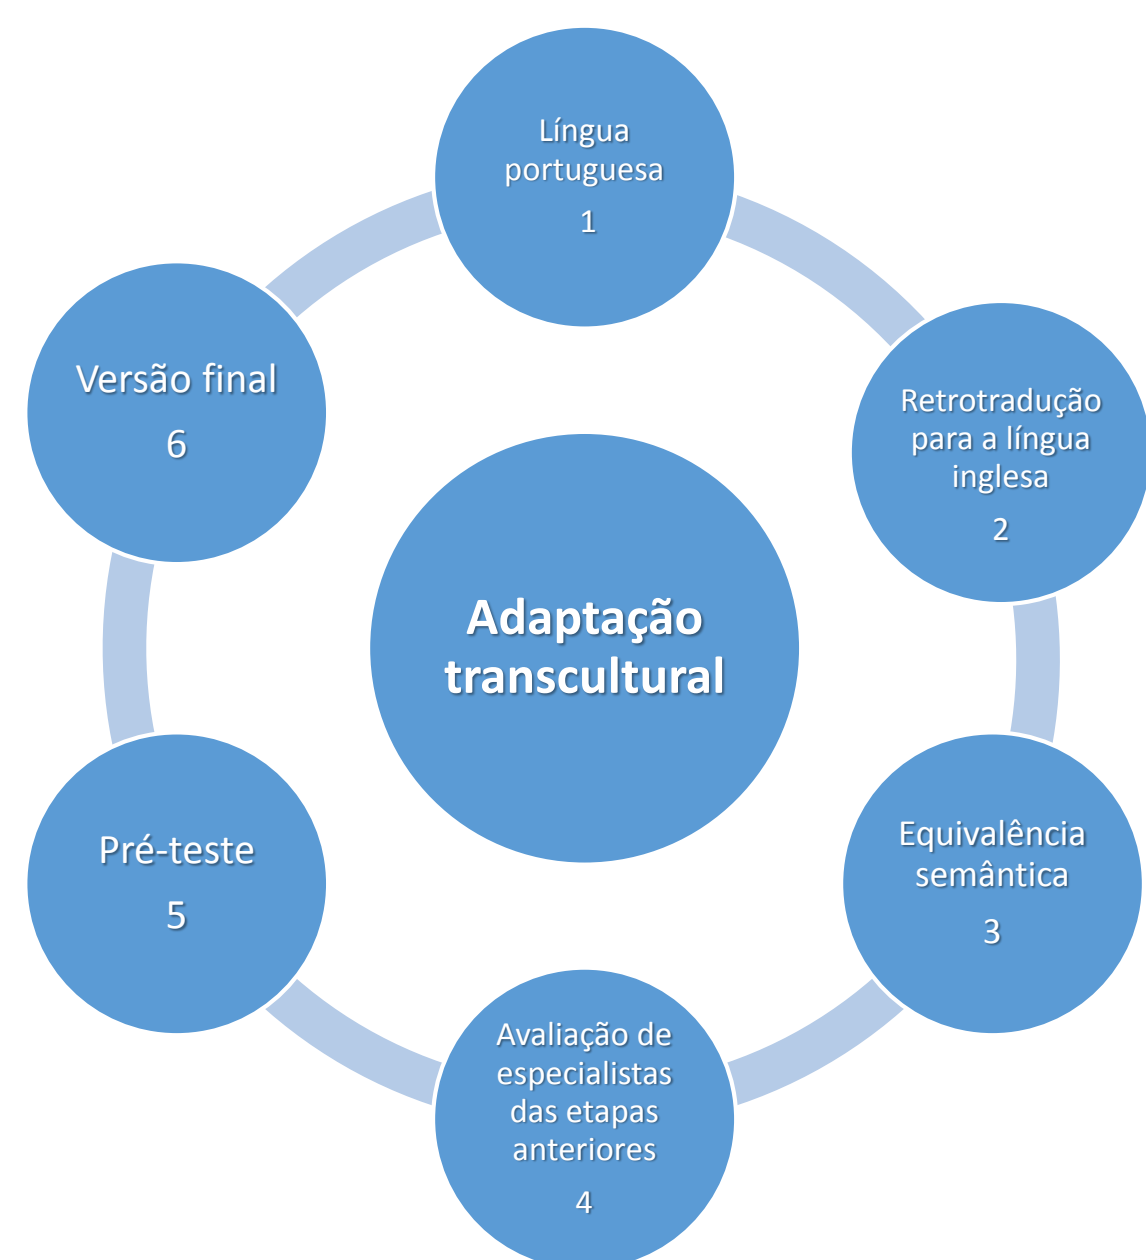 Língua
portuguesa
1
Retrotradução
para a língua
inglesa
2
Equivalência
semântica
3
Avaliação de
especialistas
das etapas
anteriores
4
Pré-teste
5
Versão final
6
Adaptação
transcultural